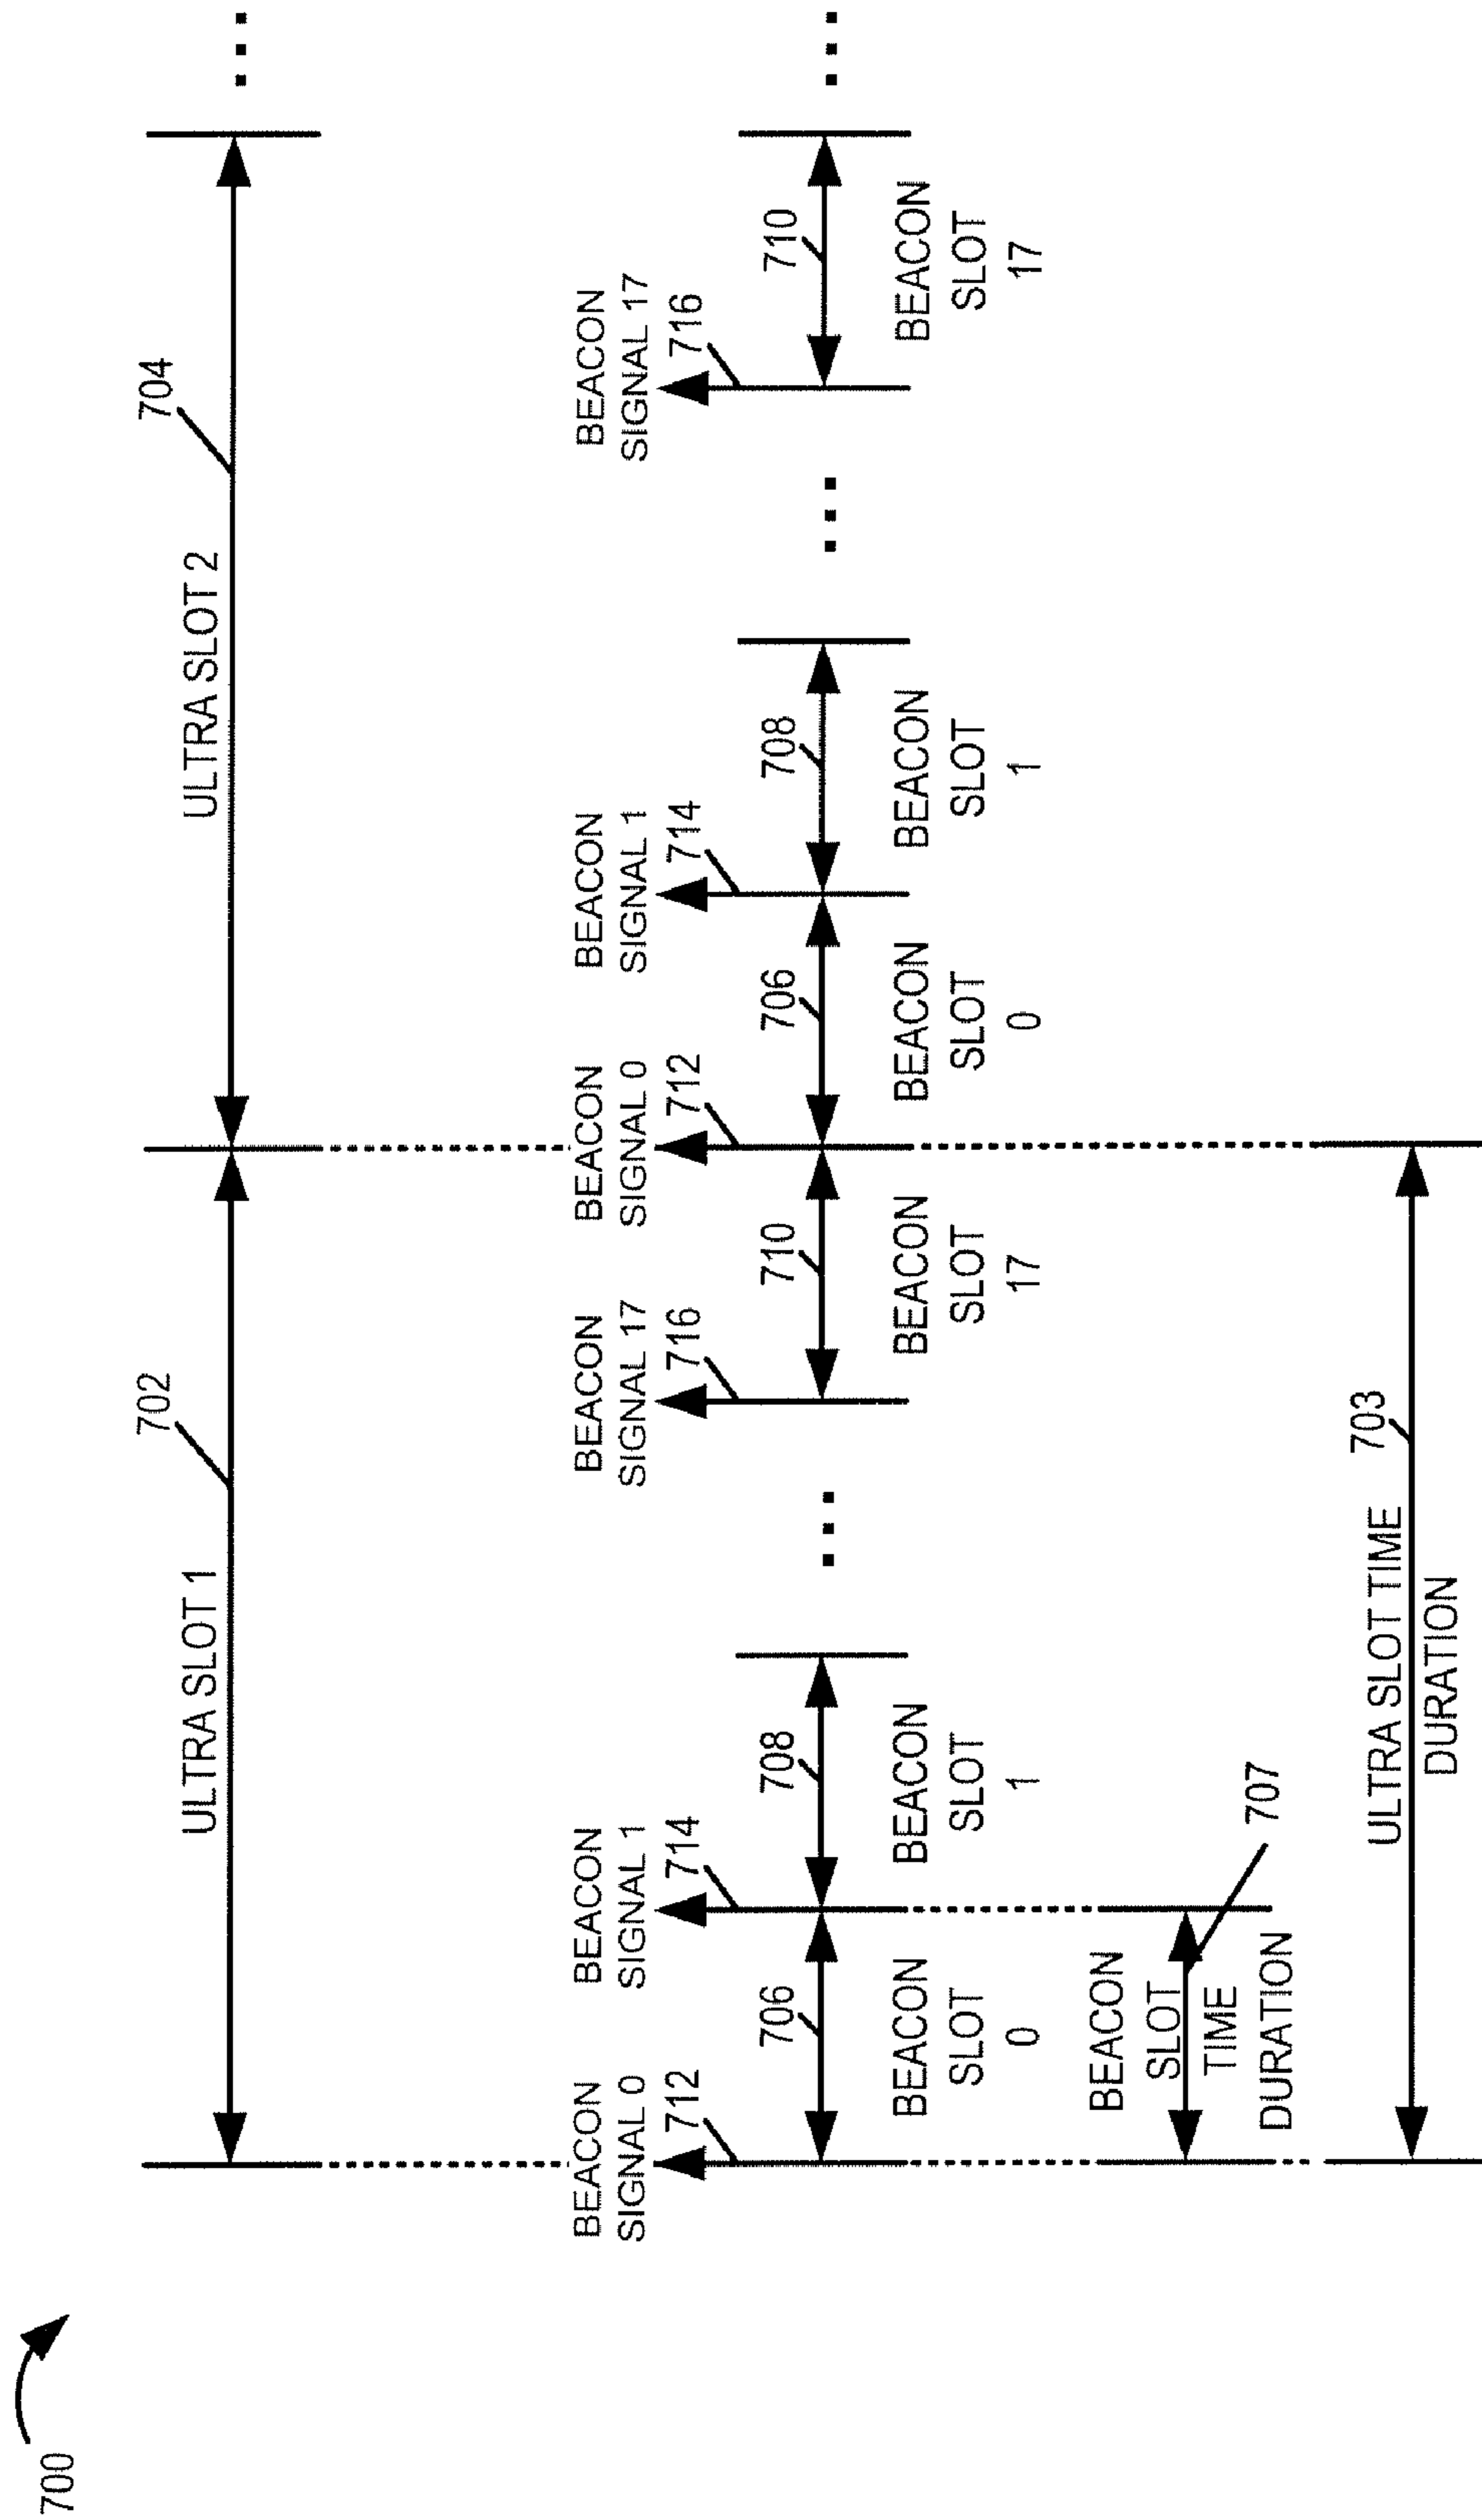 700
702
704
ULTRA SLOT 1
ULTRA SLOT 2
BEACON
SIGNAL 0
BEACON
SIGNAL 1
BEACON
SIGNAL 17
BEACON
SIGNAL 0
BEACON
SIGNAL 1
BEACON
SIGNAL 17
712
714
716
712
714
716
706
708
710
706
708
710
BEACON
SLOT
0
BEACON
SLOT
1
BEACON
SLOT
17
BEACON
SLOT
0
BEACON
SLOT
1
BEACON
SLOT
17
BEACON
SLOT
TIME
DURATION
707
703
ULTRA SLOT TIME
DURATION